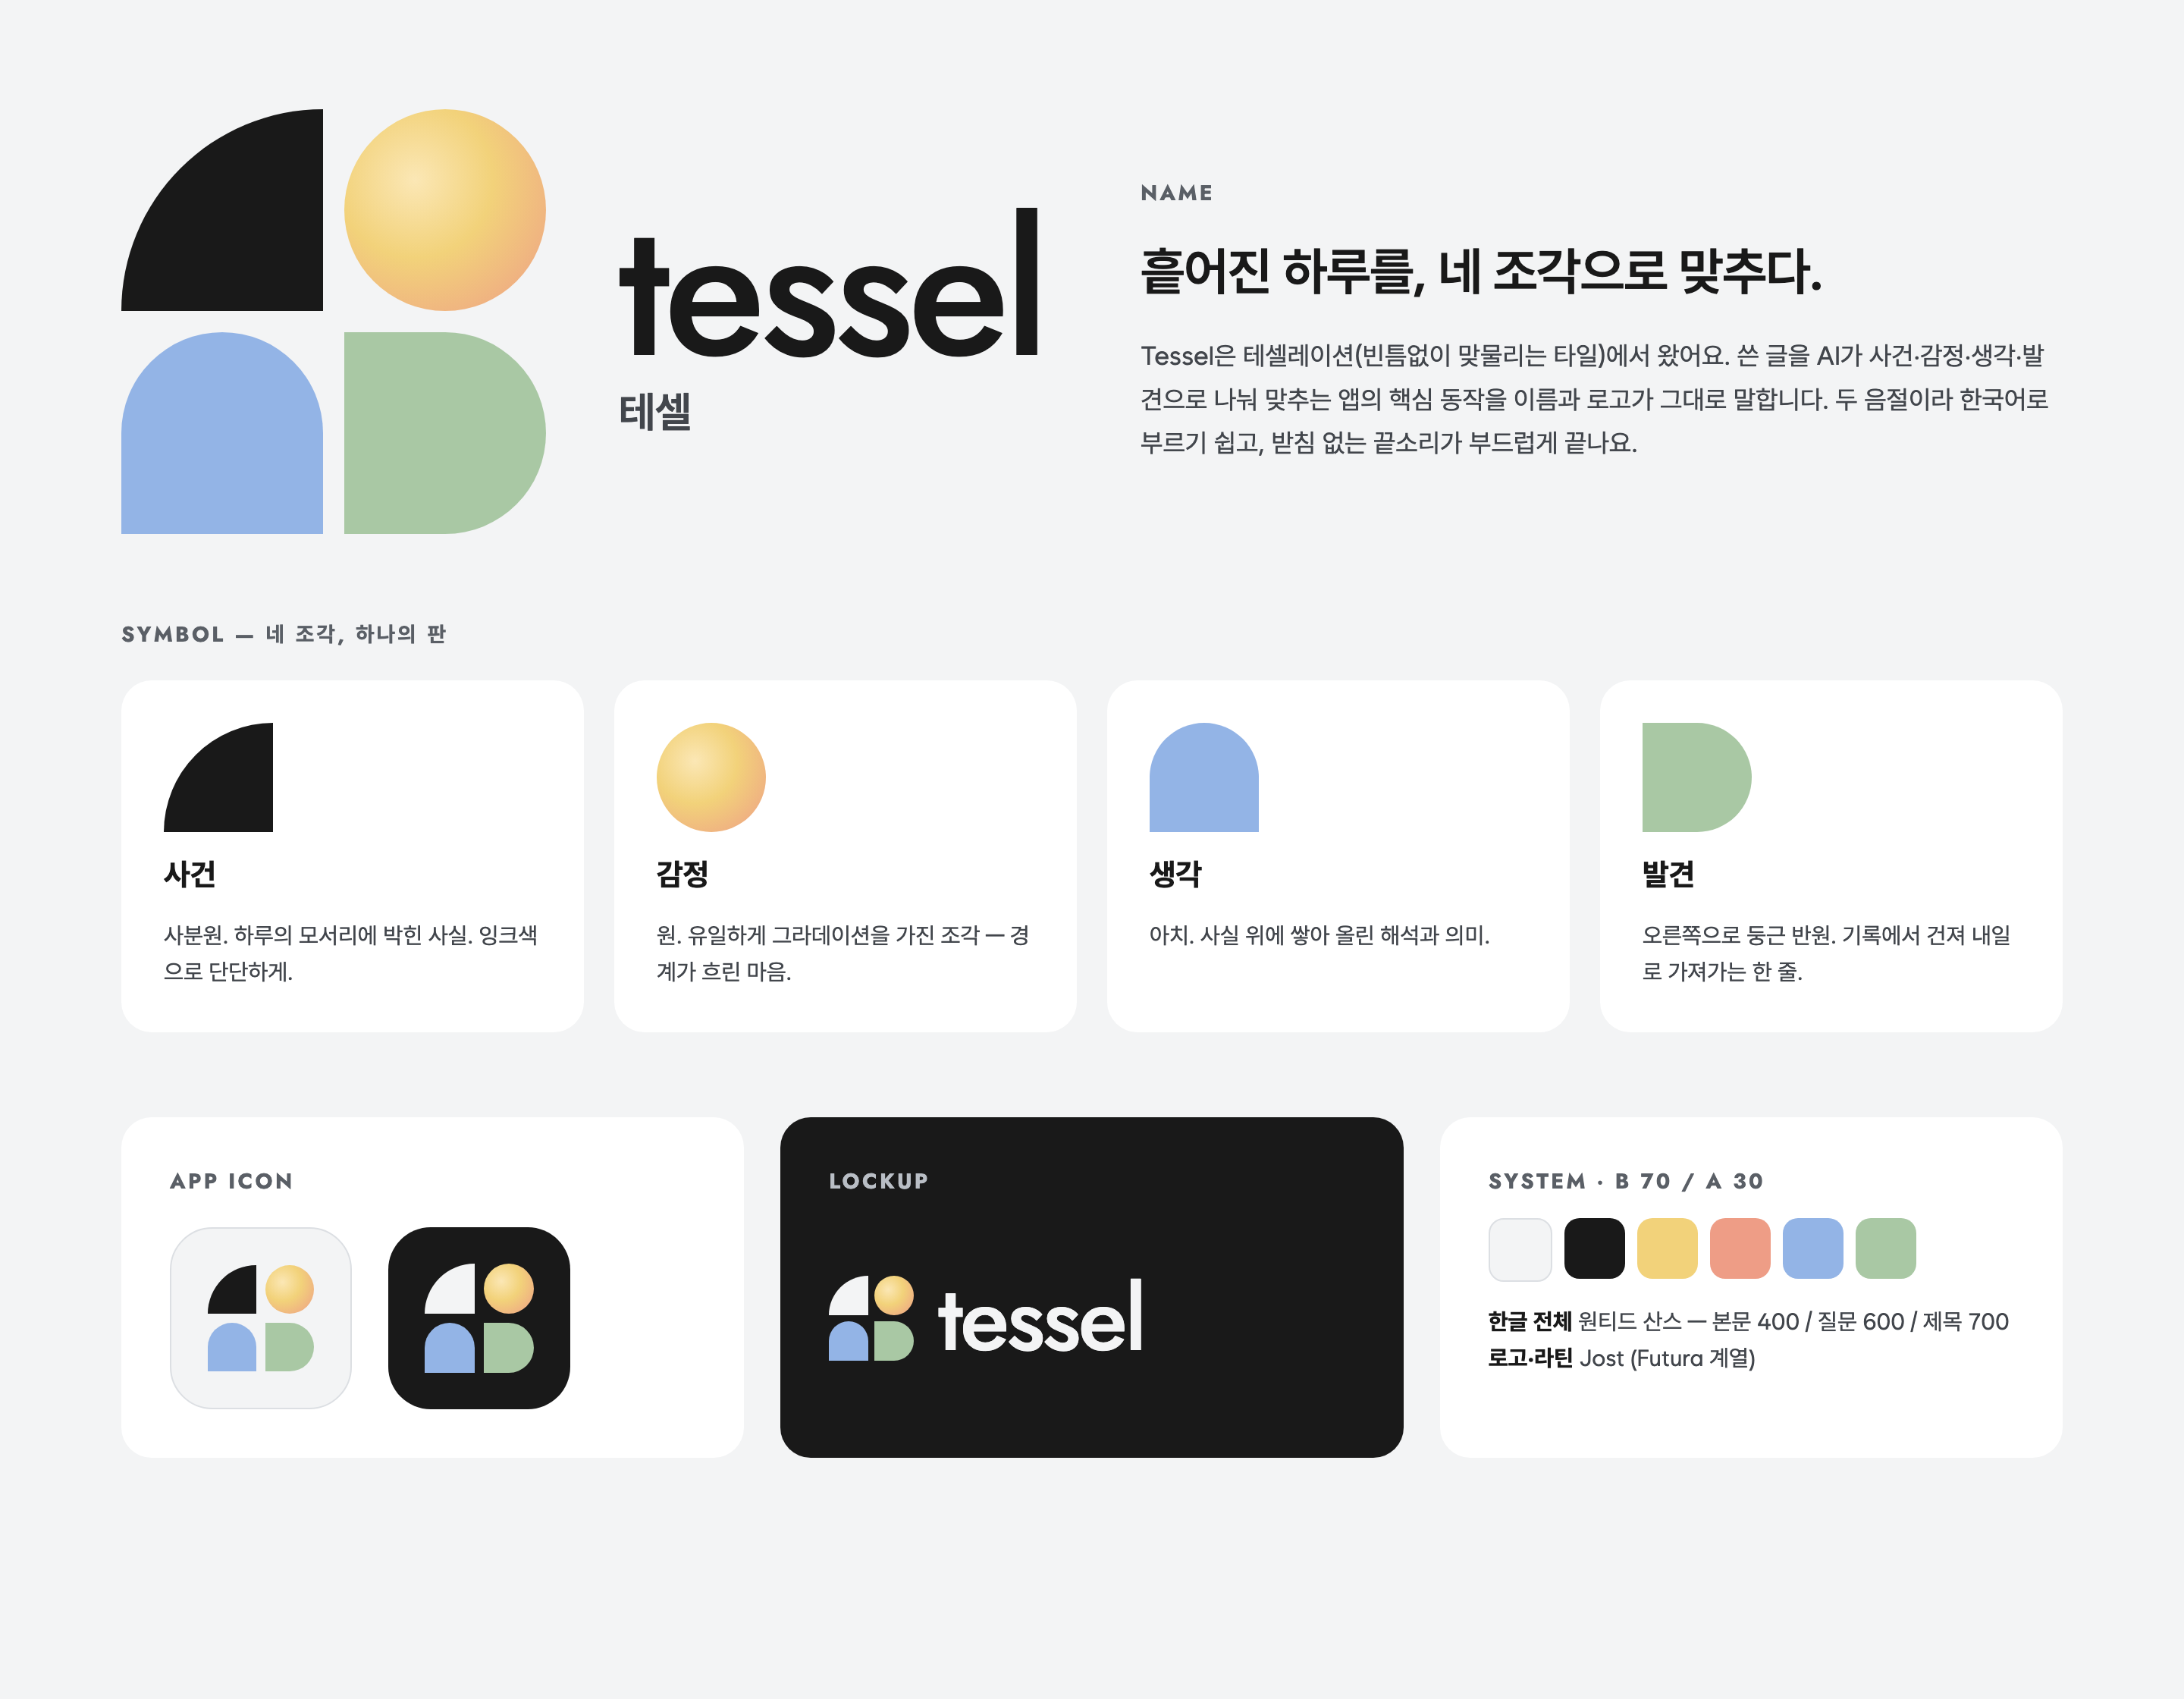 tessel
테셀
NAME
흩어진 하루를, 네 조각으로 맞추다.
Tessel은 테셀레이션(빈틈없이 맞물리는 타일)에서 왔어요. 쓴 글을 AI가 사건·감정·생각·발
견으로 나눠 맞추는 앱의 핵심 동작을 이름과 로고가 그대로 말합니다. 두 음절이라 한국어로
부르기 쉽고, 받침 없는 끝소리가 부드럽게 끝나요.
SYMBOL — 네 조각, 하나의 판
사건
사분원. 하루의 모서리에 박힌 사실. 잉크색
으로 단단하게.
감정
원. 유일하게 그라데이션을 가진 조각 — 경
계가 흐린 마음.
생각
아치. 사실 위에 쌓아 올린 해석과 의미.
발견
오른쪽으로 둥근 반원. 기록에서 건져 내일
로 가져가는 한 줄.
APP ICON
LOCKUP
tessel
SYSTEM · B 70 / A 30
한글 전체 원티드 산스 — 본문 400 / 질문 600 / 제목 700
로고·라틴 Jost (Futura 계열)